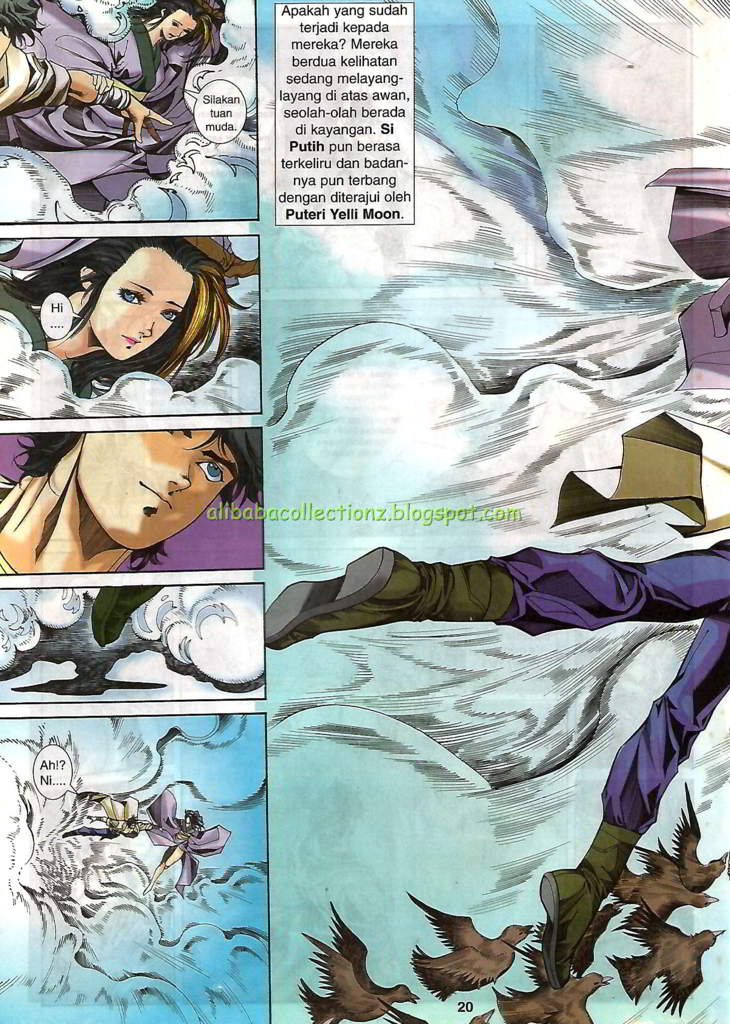 Silakan
tuan
muda.
Apakah yang sudah
terjadi kepada
mereka? Mereka
berdua kelihatan
sedang melayang-
layang di atas awan,
seolah-olah berada
di kayangan. Si
Putih pun berasa
terkeliru dan badan-
nya pun terbang
dengan diterajui oleh
Puteri Yelli Moon.
Hi
....
alibabacollectionz.blogspot.com
Ah!?
Ni....
20